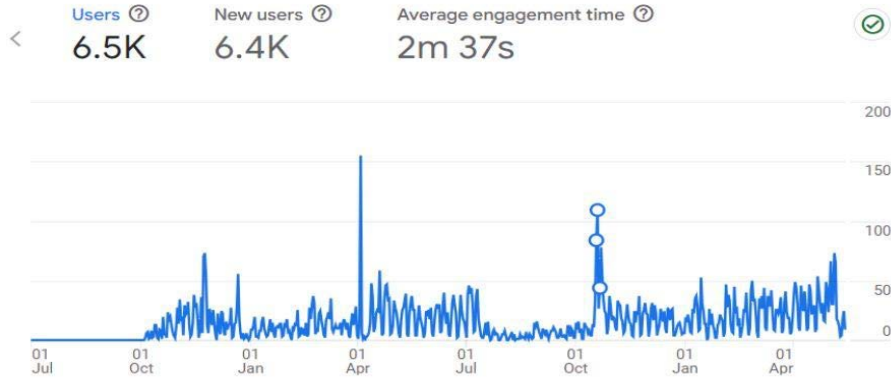 Users New users Average engagement time
6.5K 6.4K 2m 37s
200
150
100
50
0
01 01 01 01 01 01 01 01
Jul Oct Jan Apr Jul Oct Jan Apr